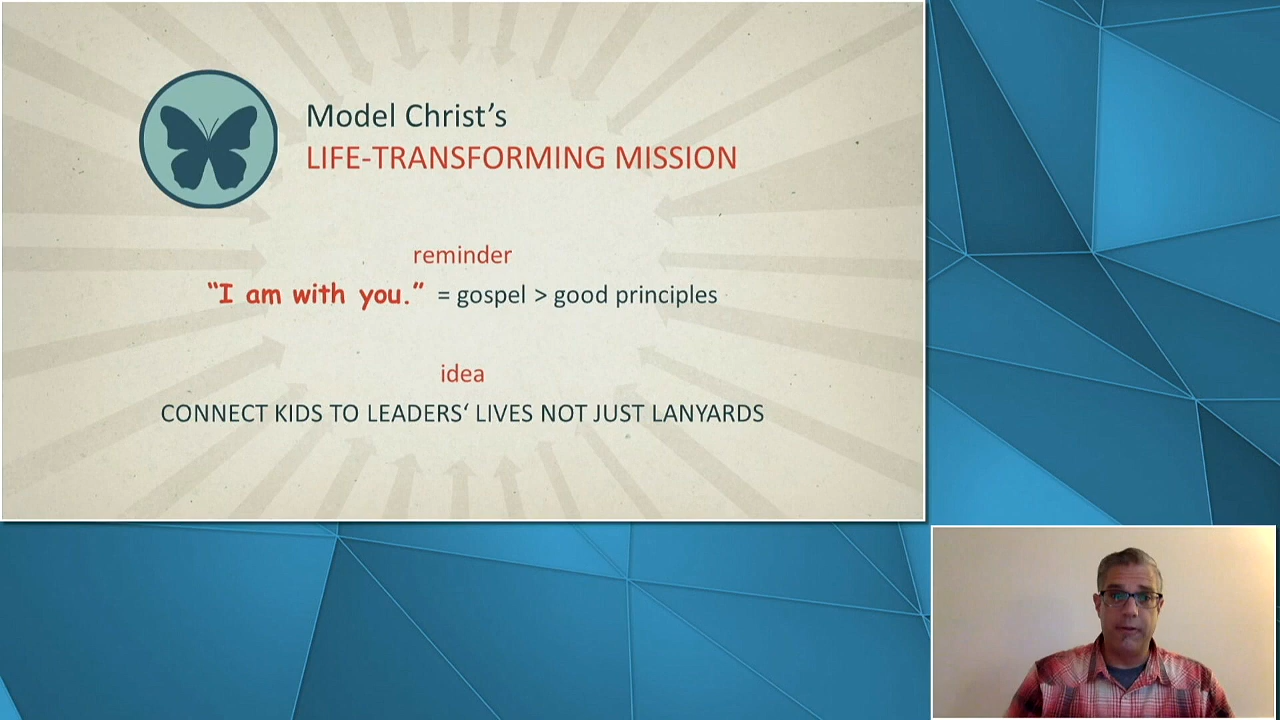 Model Christ’s
LIFE-TRANSFORMING MISSION
reminder
“I am with you.” = gospel > good principles
idea
CONNECT KIDS TO LEADERS‘ LIVES NOT JUST LANYARDS